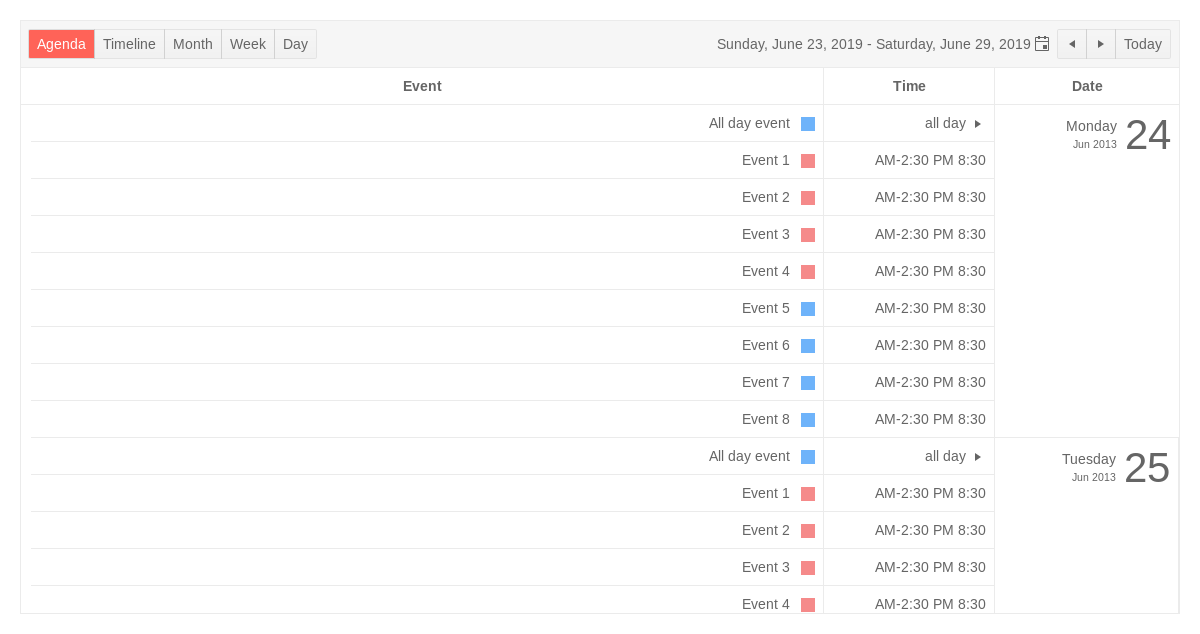 Agenda Timeline Month Week Day Sunday, June 23, 2019 - Saturday, June 29, 2019 Today
Event Time Date
All day event all day Monday 24
Jun 2013
Event 1 AM-2:30 PM 8:30
Event 2 AM-2:30 PM 8:30
Event 3 AM-2:30 PM 8:30
Event 4 AM-2:30 PM 8:30
Event 5 AM-2:30 PM 8:30
Event 6 AM-2:30 PM 8:30
Event 7 AM-2:30 PM 8:30
Event 8 AM-2:30 PM 8:30
All day event all day Tuesday 25
Jun 2013
Event 1 AM-2:30 PM 8:30
Event 2 AM-2:30 PM 8:30
Event 3 AM-2:30 PM 8:30
Event 4 AM-2:30 PM 8:30